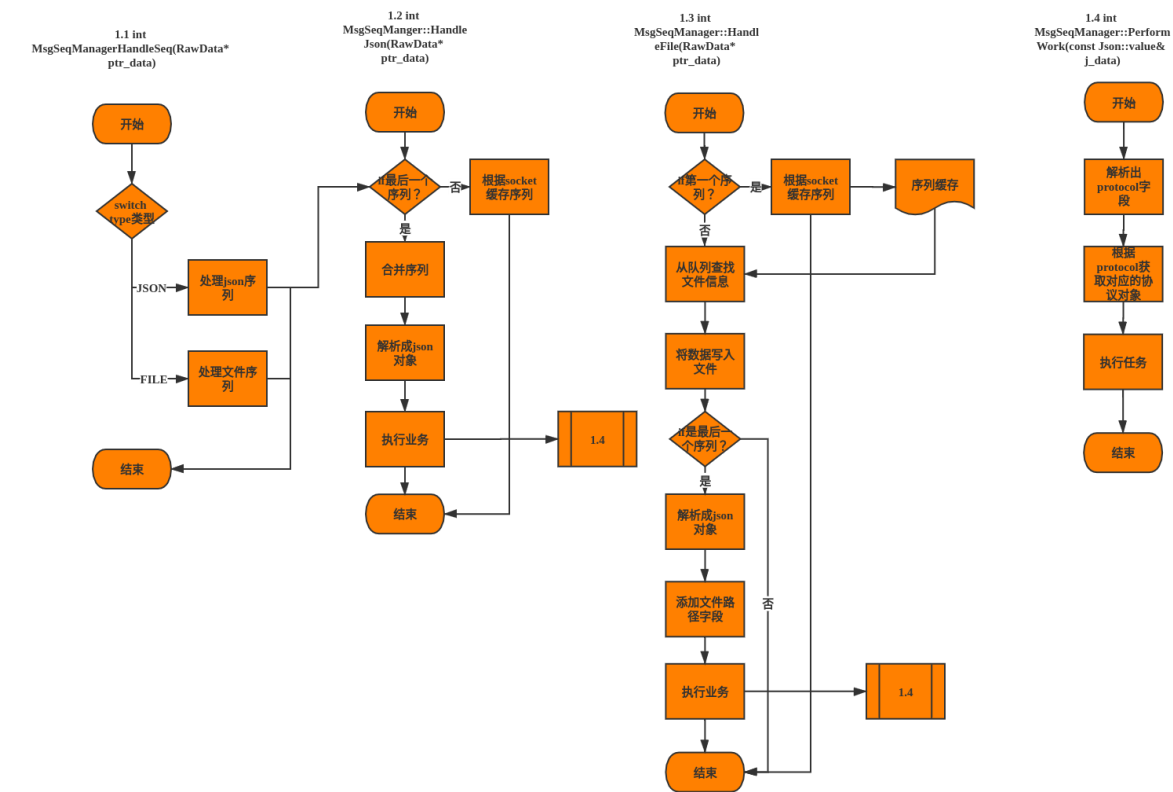 1.1 int
MsgSeqManagerHandleSeq(RawData*
ptr_data)
开始
switch
type类型
JSON
处理json序
列
FILE
处理文件序
列
结束
1.2 int
MsgSeqManger::Handle
Json(RawData*
ptr_data)
开始
if最后一个
序列？
否
根据socket
缓存序列
是
合并序列
解析成json
对象
执行业务
1.4
结束
1.3 int
MsgSeqManager::Handl
eFile(RawData*
ptr_data)
开始
if第一个序
列？
是
根据socket
缓存序列
序列缓存
否
从队列查找
文件信息
将数据写入
文件
if是最后一
个序列？
是
解析成json
对象
否
添加文件路
径字段
执行业务
1.4
结束
1.4 int
MsgSeqManager::Perform
Work(const Json::value&
j_data)
开始
解析出
protocol字
段
根据
protocol获
取对应的协
议对象
执行任务
结束